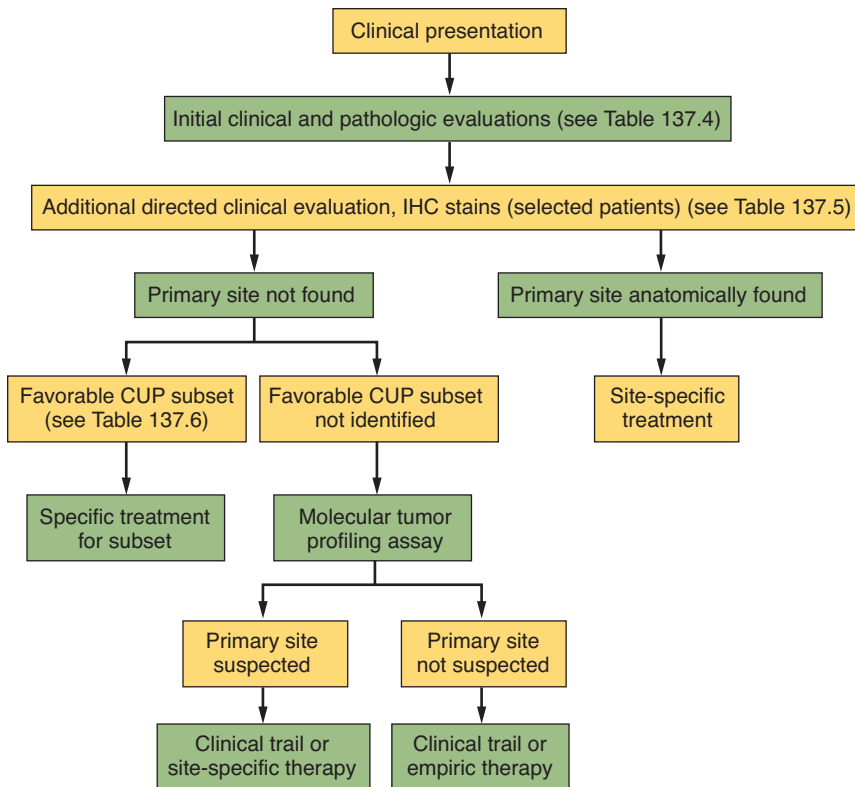 Clinical presentation
Initial clinical and pathologic evaluations (see Table 137.4)
Additional directed clinical evaluation, IHC stains (selected patients) (see Table 137.5)
Primary site not found
Primary site anatomically found
Favorable CUP subset
(see Table 137.6)
Favorable CUP subset
not identified
Site-specific
treatment
Specific treatment
for subset
Molecular tumor
profiling assay
Primary site
suspected
Primary site
not suspected
Clinical trail or
site-specific therapy
Clinical trail or
empiric therapy